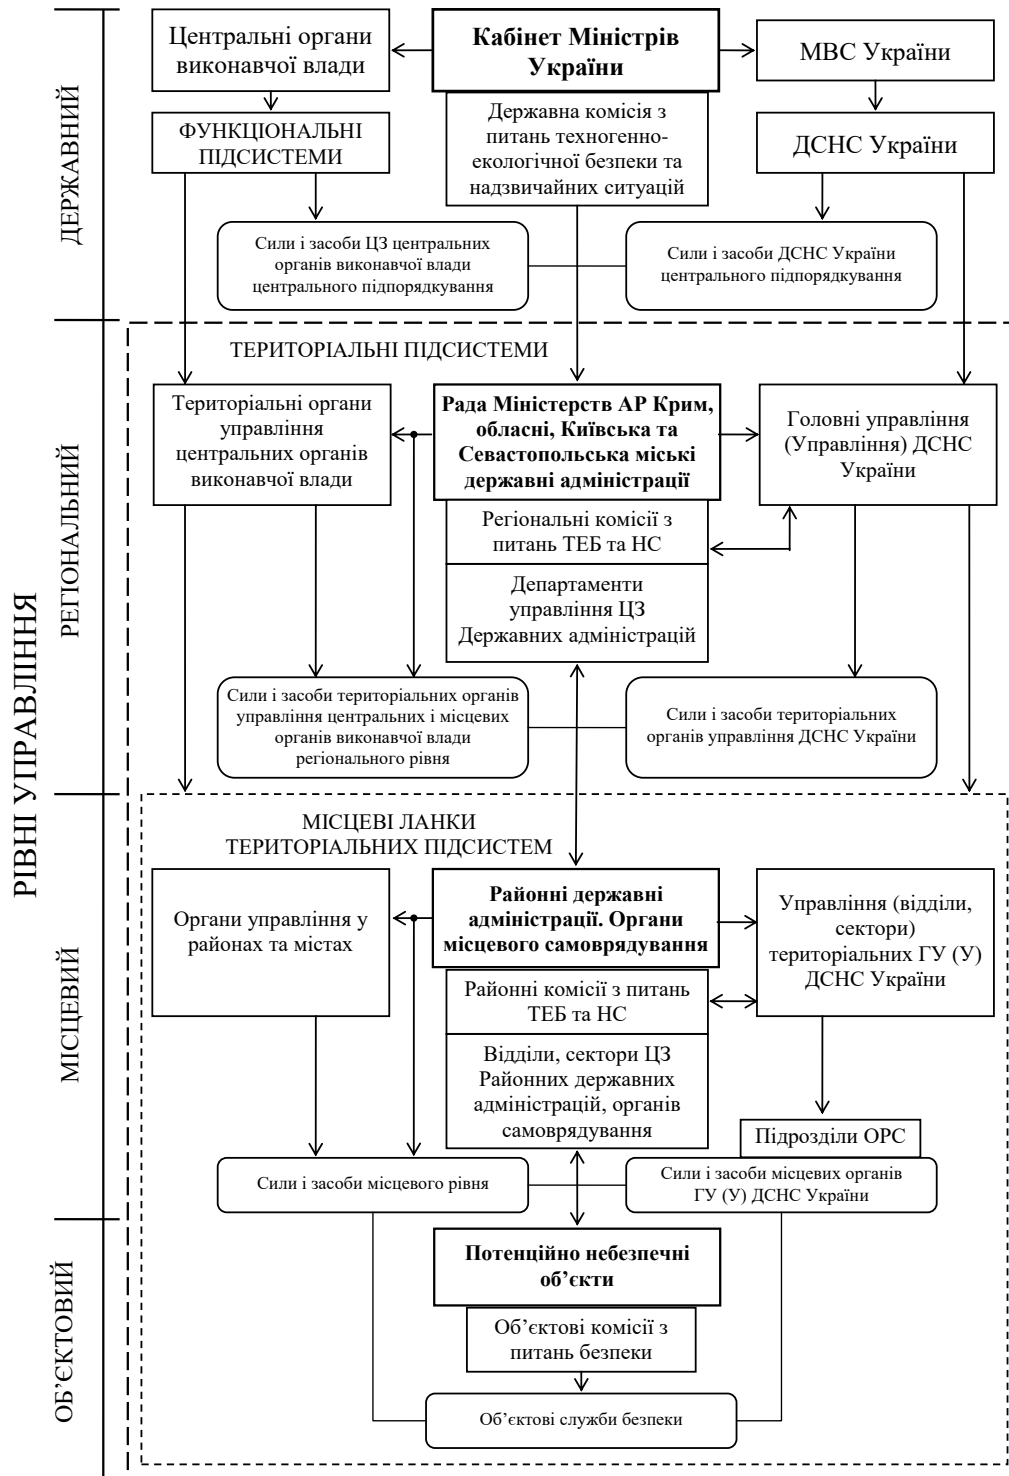 РІВНІ УПРАВЛІННЯ
ДЕРЖАВНИЙ
Центральні органи
виконавчої влади
Кабінет Міністрів
України
МВС України
ФУНКЦІОНАЛЬНІ
ПІДСИСТЕМИ
Державна комісія з
питань техногенно-
екологічної безпеки та
надзвичайних ситуацій
ДСНС України
Сили і засоби ЦЗ центральних
органів виконавчої влади
центрального підпорядкування
Сили і засоби ДСНС України
центрального підпорядкування
РЕГІОНАЛЬНИЙ
ТЕРИТОРІАЛЬНІ ПІДСИСТЕМИ
Територіальні органи
управління
центральних органів
виконавчої влади
Рада Міністерств АР Крим,
обласні, Київська та
Севастопольська міські
державні адміністрації
Головні управління
(Управління) ДСНС
України
Регіональні комісії з
питань ТЕБ та НС
Департаменти
управління ЦЗ
Державних адміністрацій
Сили і засоби територіальних органів
управління центральних і місцевих
органів виконавчої влади
регіонального рівня
Сили і засоби територіальних
органів управління ДСНС України
МІСЦЕВИЙ
МІСЦЕВІ ЛАНКИ
ТЕРИТОРІАЛЬНИХ ПІДСИСТЕМ
Органи управління у
районах та містах
Районні державні
адміністрації. Органи
місцевого самоврядування
Управління (відділи,
сектори)
територіальних ГУ (У)
ДСНС України
Районні комісії з питань
ТЕБ та НС
Відділи, сектори ЦЗ
Районних державних
адміністрацій, органів
самоврядування
Підрозділи ОРС
Сили і засоби місцевого рівня
Сили і засоби місцевих органів
ГУ (У) ДСНС України
ОБ’ЄКТОВИЙ
Потенційно небезпечні
об’єкти
Об’єктові комісії з
питань безпеки
Об’єктові служби безпеки